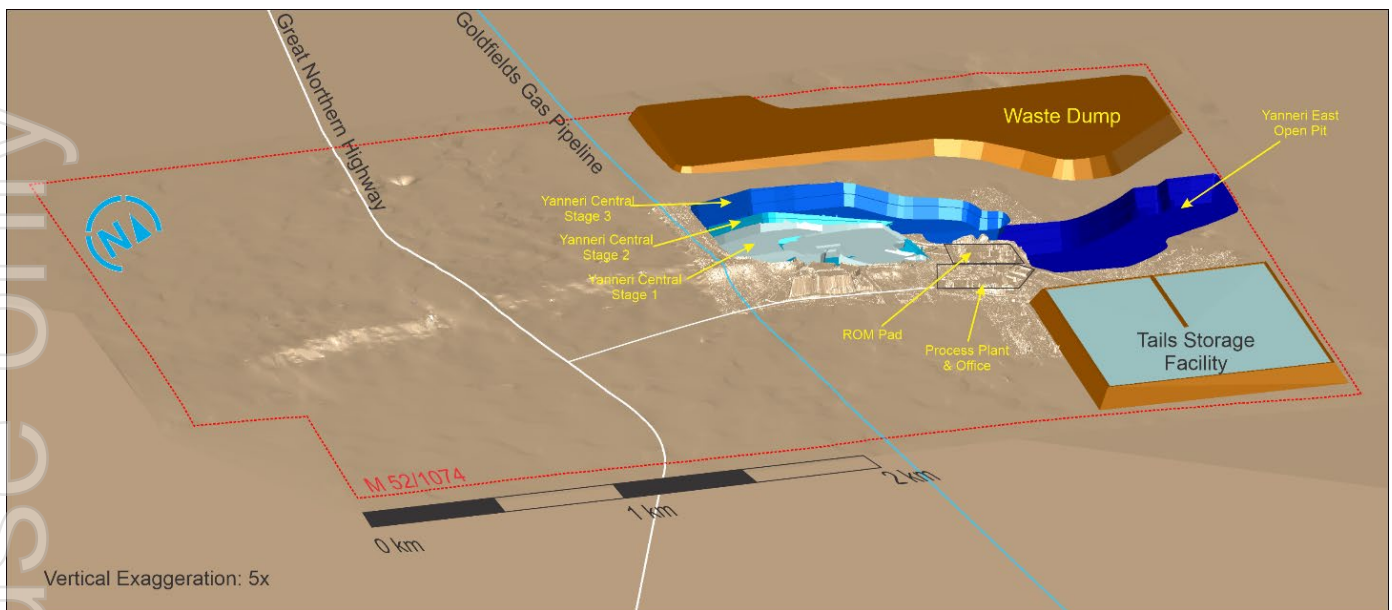 Great Northern Highway
Goldfields Gas Pipeline
Waste Dump
Yanneri East
Open Pit
Yanneri Central
Stage 3
Yanneri Central
Stage 2
Yanneri Central
Stage 1
N
ROM Pad
Process Plant
& Office
Tails Storage
Facility
M 52/1074
0 km
1 km
2 km
Vertical Exaggeration: 5x
use only